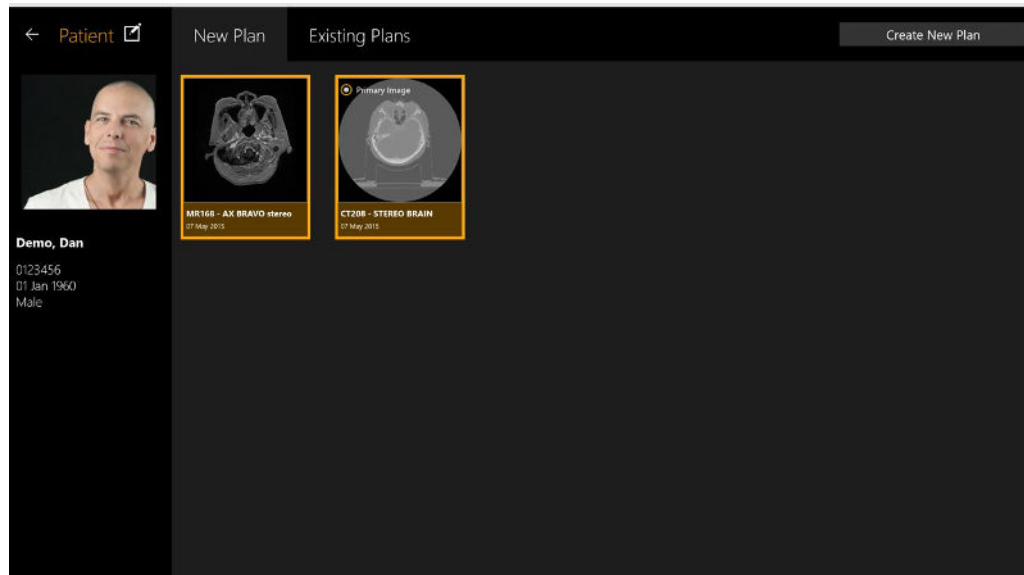 Patient
New Plan
Existing Plans
Create New Plan
Primary Image
MR168 - AX BRAVO stereo
07 May 2015
CT208 - STEREO BRAIN
07 May 2015
Demo, Dan
0123456
01 Jan 1960
Male